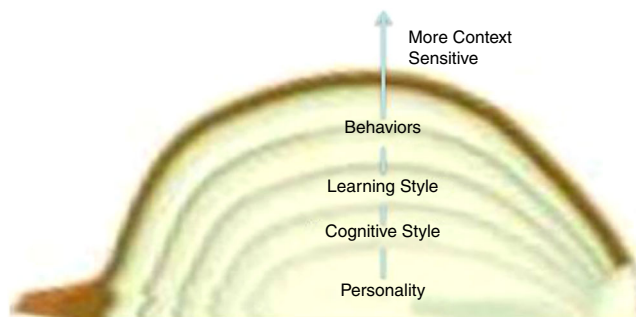 More Context
Sensitive
Behaviors
Learning Style
Cognitive Style
Personality